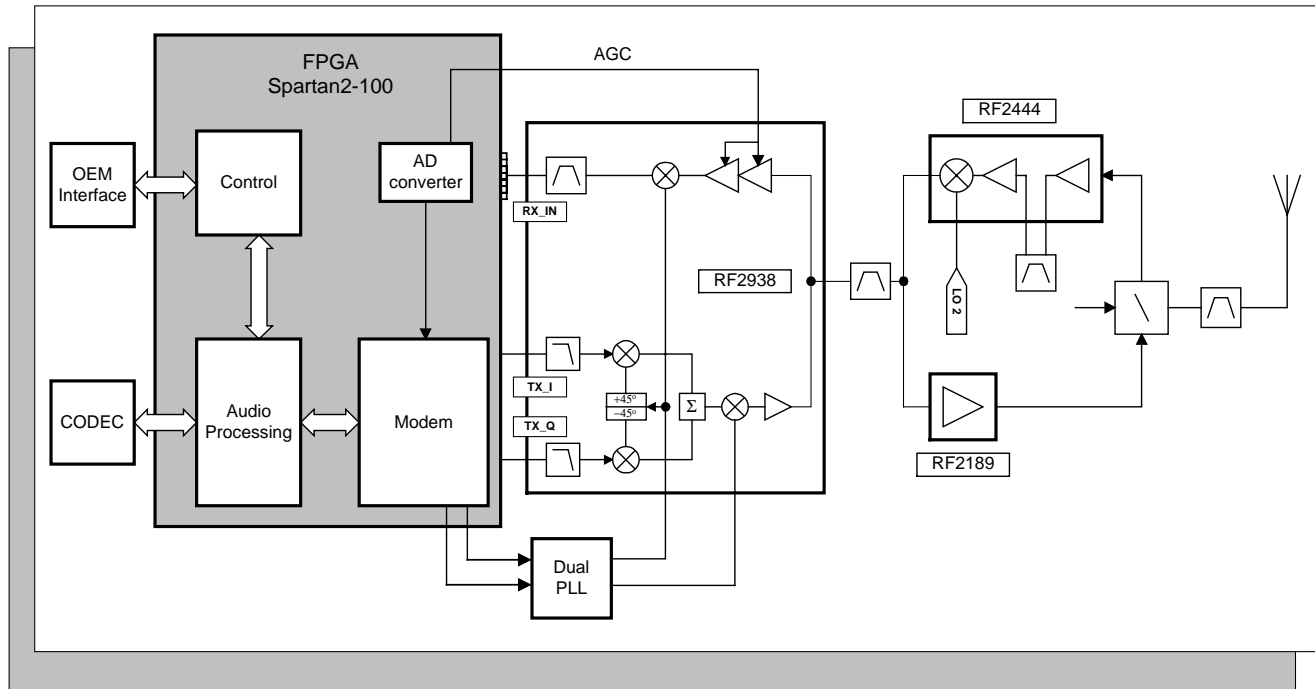 FPGA
Spartan2-100
AGC
RF2444
OEM
Interface
Control
AD
converter
RX_IN
RF2938
LO 2
TX_I
+45°
−45°
Σ
TX_Q
CODEC
Audio
Processing
Modem
RF2189
Dual
PLL